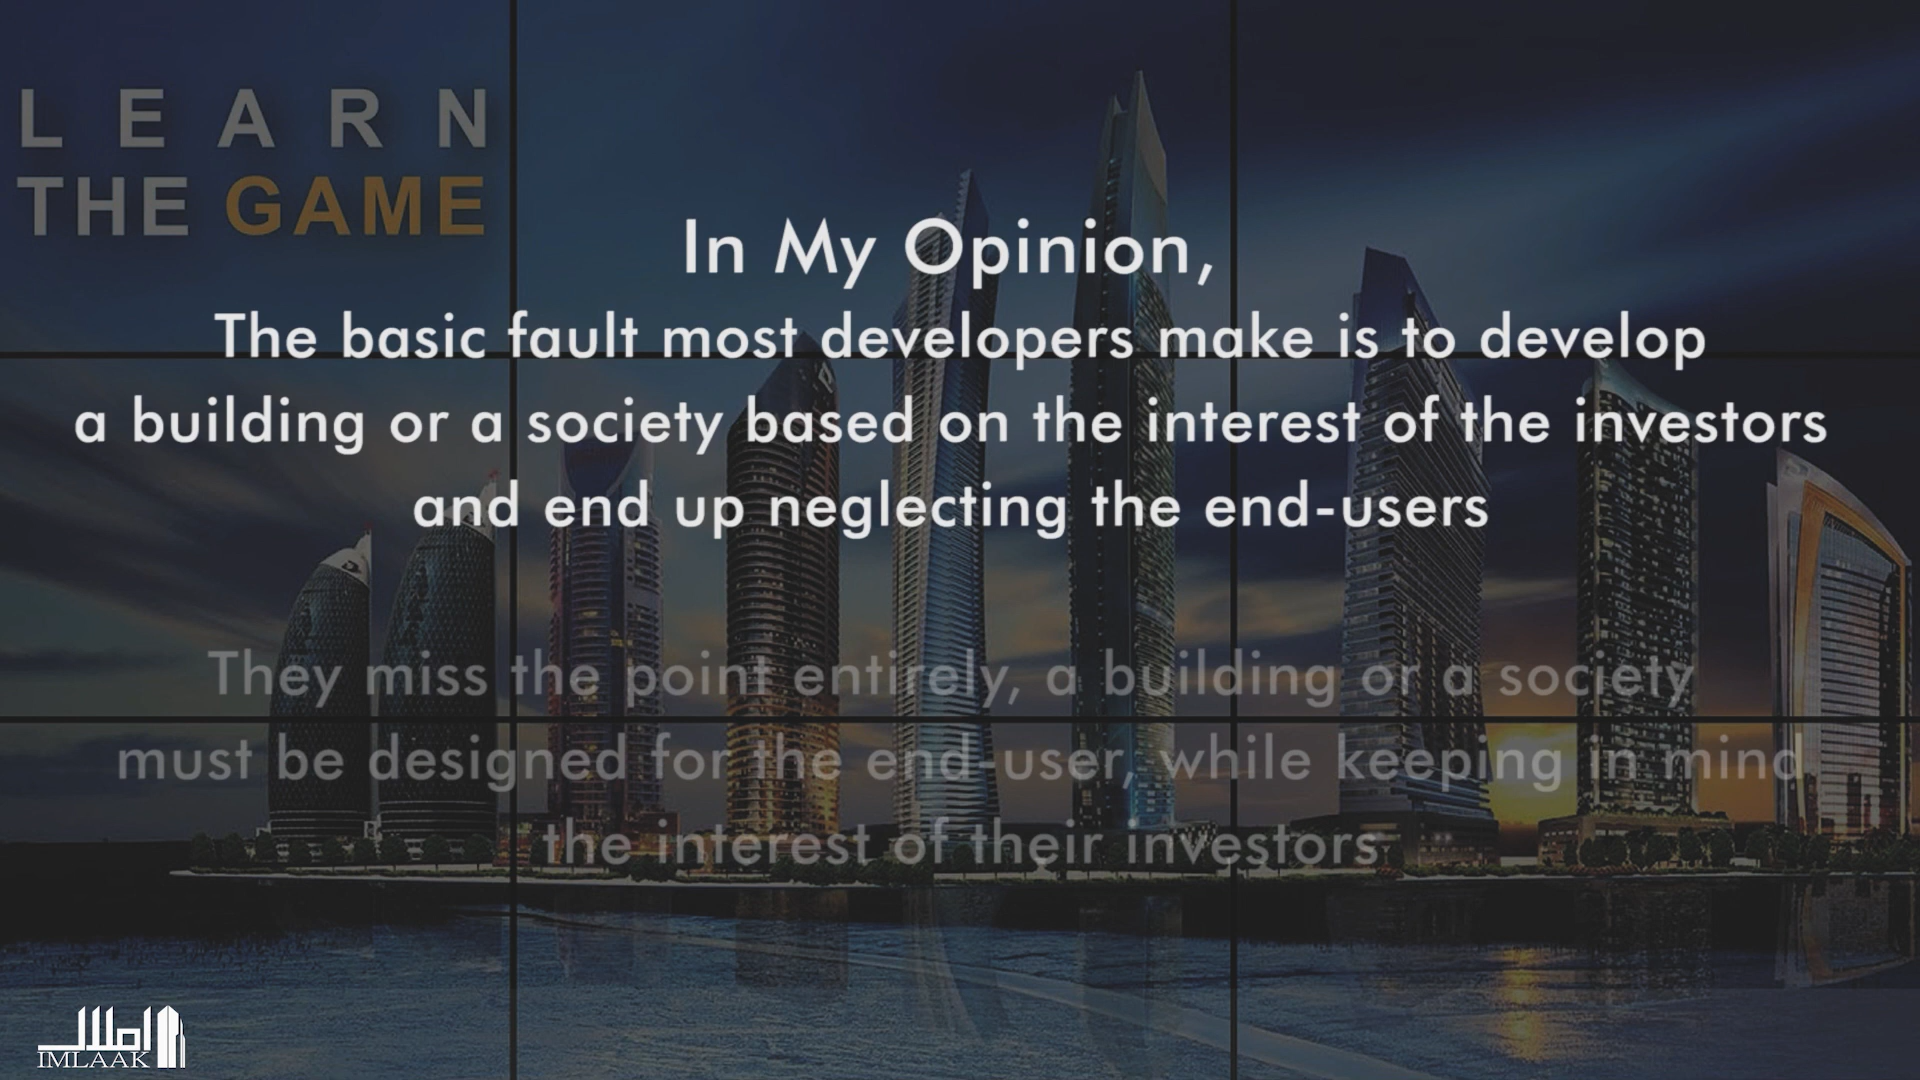 LEARN
THE GAME
In My Opinion,
The basic fault most developers make is to develop
a building or a society based on the interest of the investors
and end up neglecting the end-users
They miss the point entirely, a building or a society
must be designed for the end-user, while keeping in mind
the interest of their investors
املاک
IMLAAK